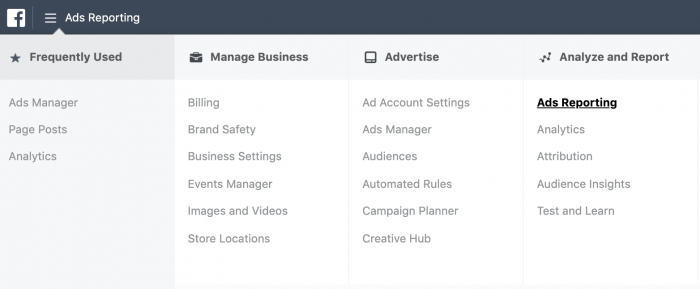 Ads Reporting
Frequently Used
Ads Manager
Page Posts
Analytics
Manage Business
Billing
Brand Safety
Business Settings
Events Manager
Images and Videos
Store Locations
Advertise
Ad Account Settings
Ads Manager
Audiences
Automated Rules
Campaign Planner
Creative Hub
Analyze and Report
Ads Reporting
Analytics
Attribution
Audience Insights
Test and Learn